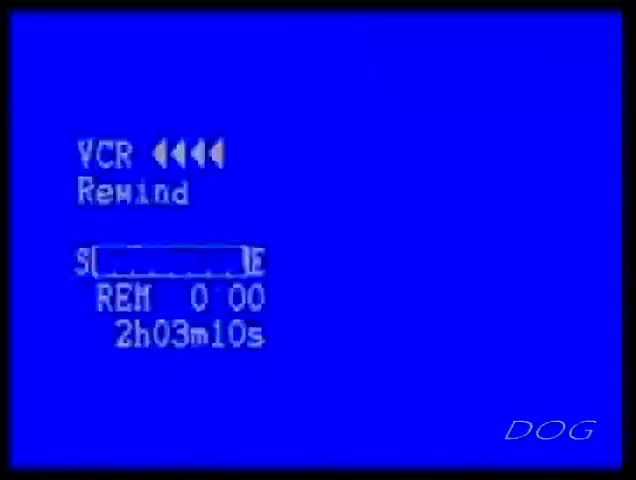 VCR ◀◀◀◀
Rewind
S E
REM 0:00
2h03m10s
DOG